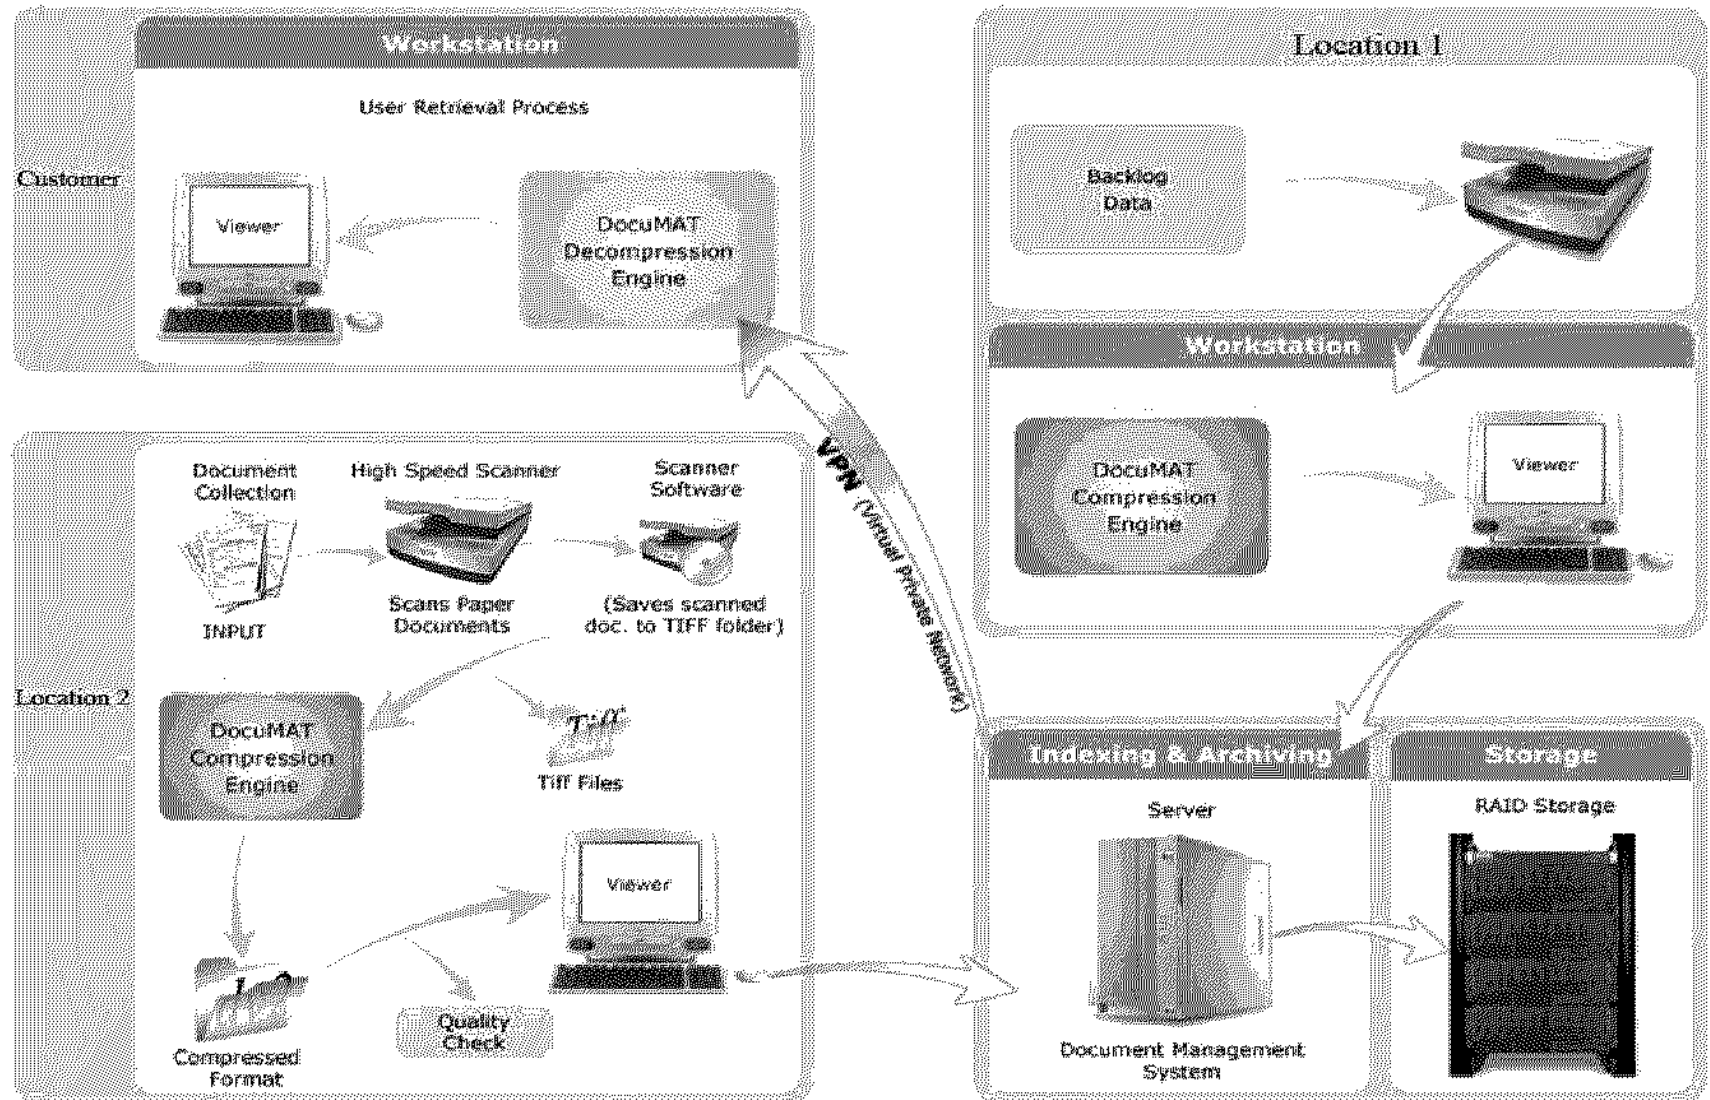 Workstation
User Retrieval Process
Customer
Viewer
DocuMAT
Decompression
Engine
Location 1
Backlog
Data
Workstation
DocuMAT
Compression
Engine
Viewer
VPN (Virtual Private Network)
Location 2
Document
Collection
High Speed Scanner
Scanner
Software
INPUT
Scans Paper
Documents
(Saves scanned
doc. to TIFF folder)
DocuMAT
Compression
Engine
Tiff
Tiff Files
Viewer
Quality
Check
Compressed
Format
Indexing & Archiving
Server
Document Management
System
Storage
RAID Storage